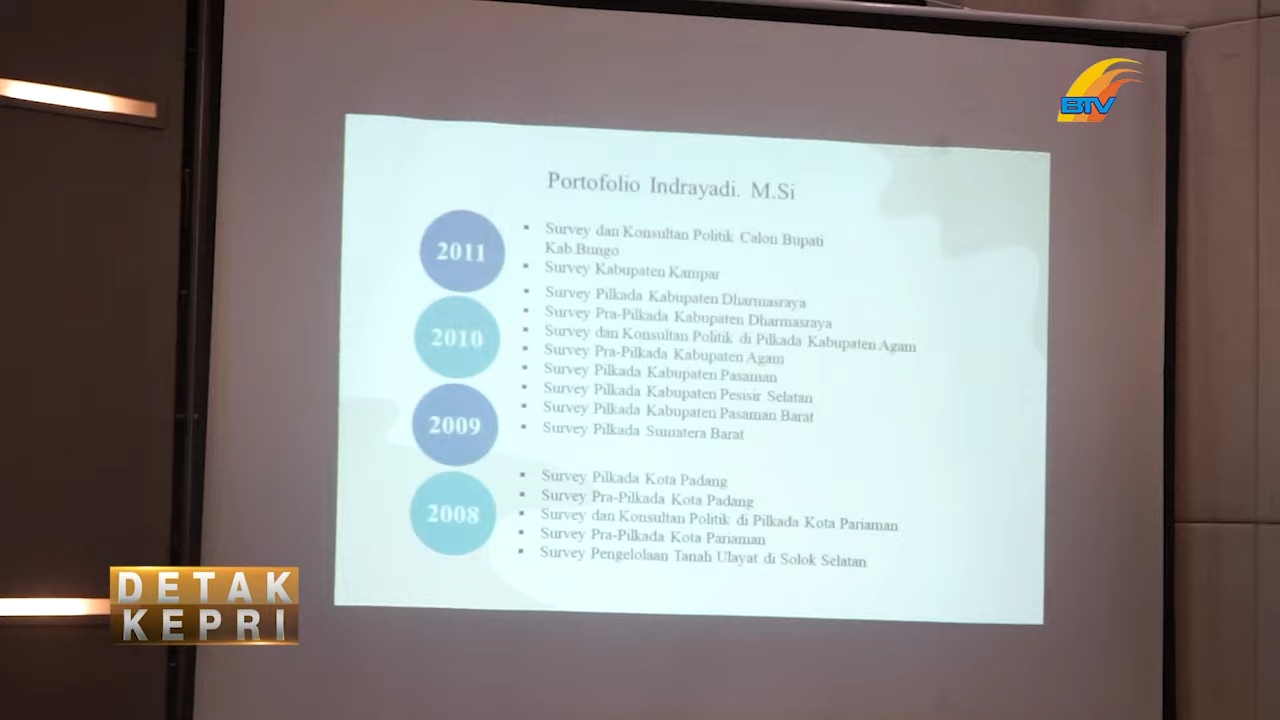 BTV
Portofolio Indrayadi. M.Si
2011
▪ Survey dan Konsultan Politik Calon Bupati
Kab.Bungo
▪ Survey Kabupaten Kampar
2010
▪ Survey Pilkada Kabupaten Dharmasraya
▪ Survey Pra-Pilkada Kabupaten Dharmasraya
▪ Survey dan Konsultan Politik di Pilkada Kabupaten Agam
▪ Survey Pra-Pilkada Kabupaten Agam
▪ Survey Pilkada Kabupaten Pasaman
▪ Survey Pilkada Kabupaten Pesisir Selatan
▪ Survey Pilkada Kabupaten Pasaman Barat
▪ Survey Pilkada Sumatera Barat
2009
2008
▪ Survey Pilkada Kota Padang
▪ Survey Pra-Pilkada Kota Padang
▪ Survey dan Konsultan Politik di Pilkada Kota Pariaman
▪ Survey Pra-Pilkada Kota Pariaman
▪ Survey Pengelolaan Tanah Ulayat di Solok Selatan
DETAK
KEPRI